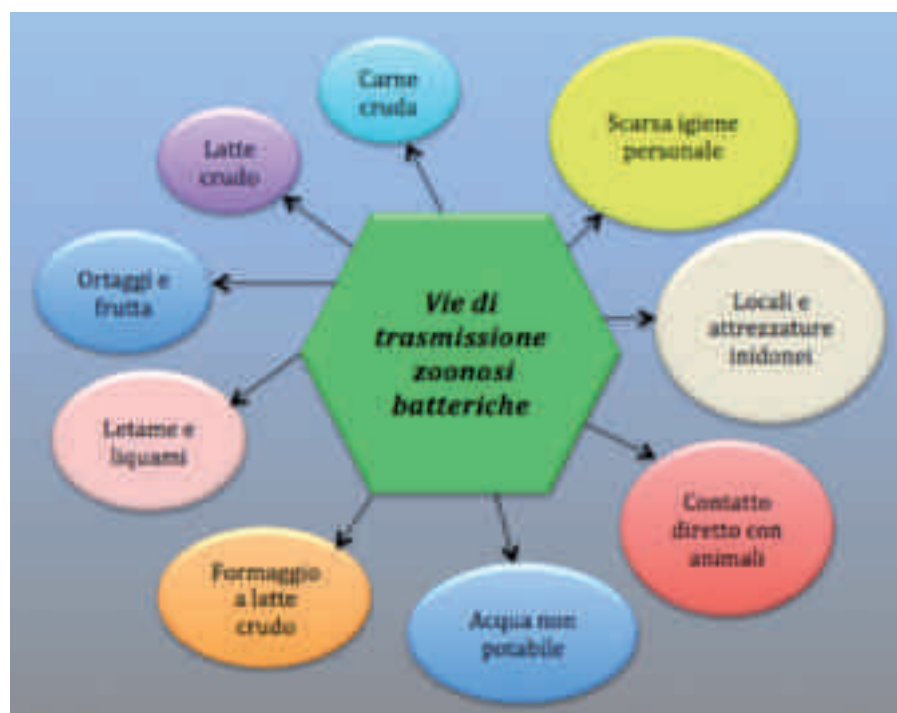 Carne
cruda
Scarsa igiene
personale
Latte
crudo
Ortaggi e
frutta
Vie di
trasmissione
zoonosi
batteriche
Locali e
attrezzature
inidonei
Letame e
liquami
Contatto
diretto con
animali
Formaggio
a latte
crudo
Acqua non
potabile